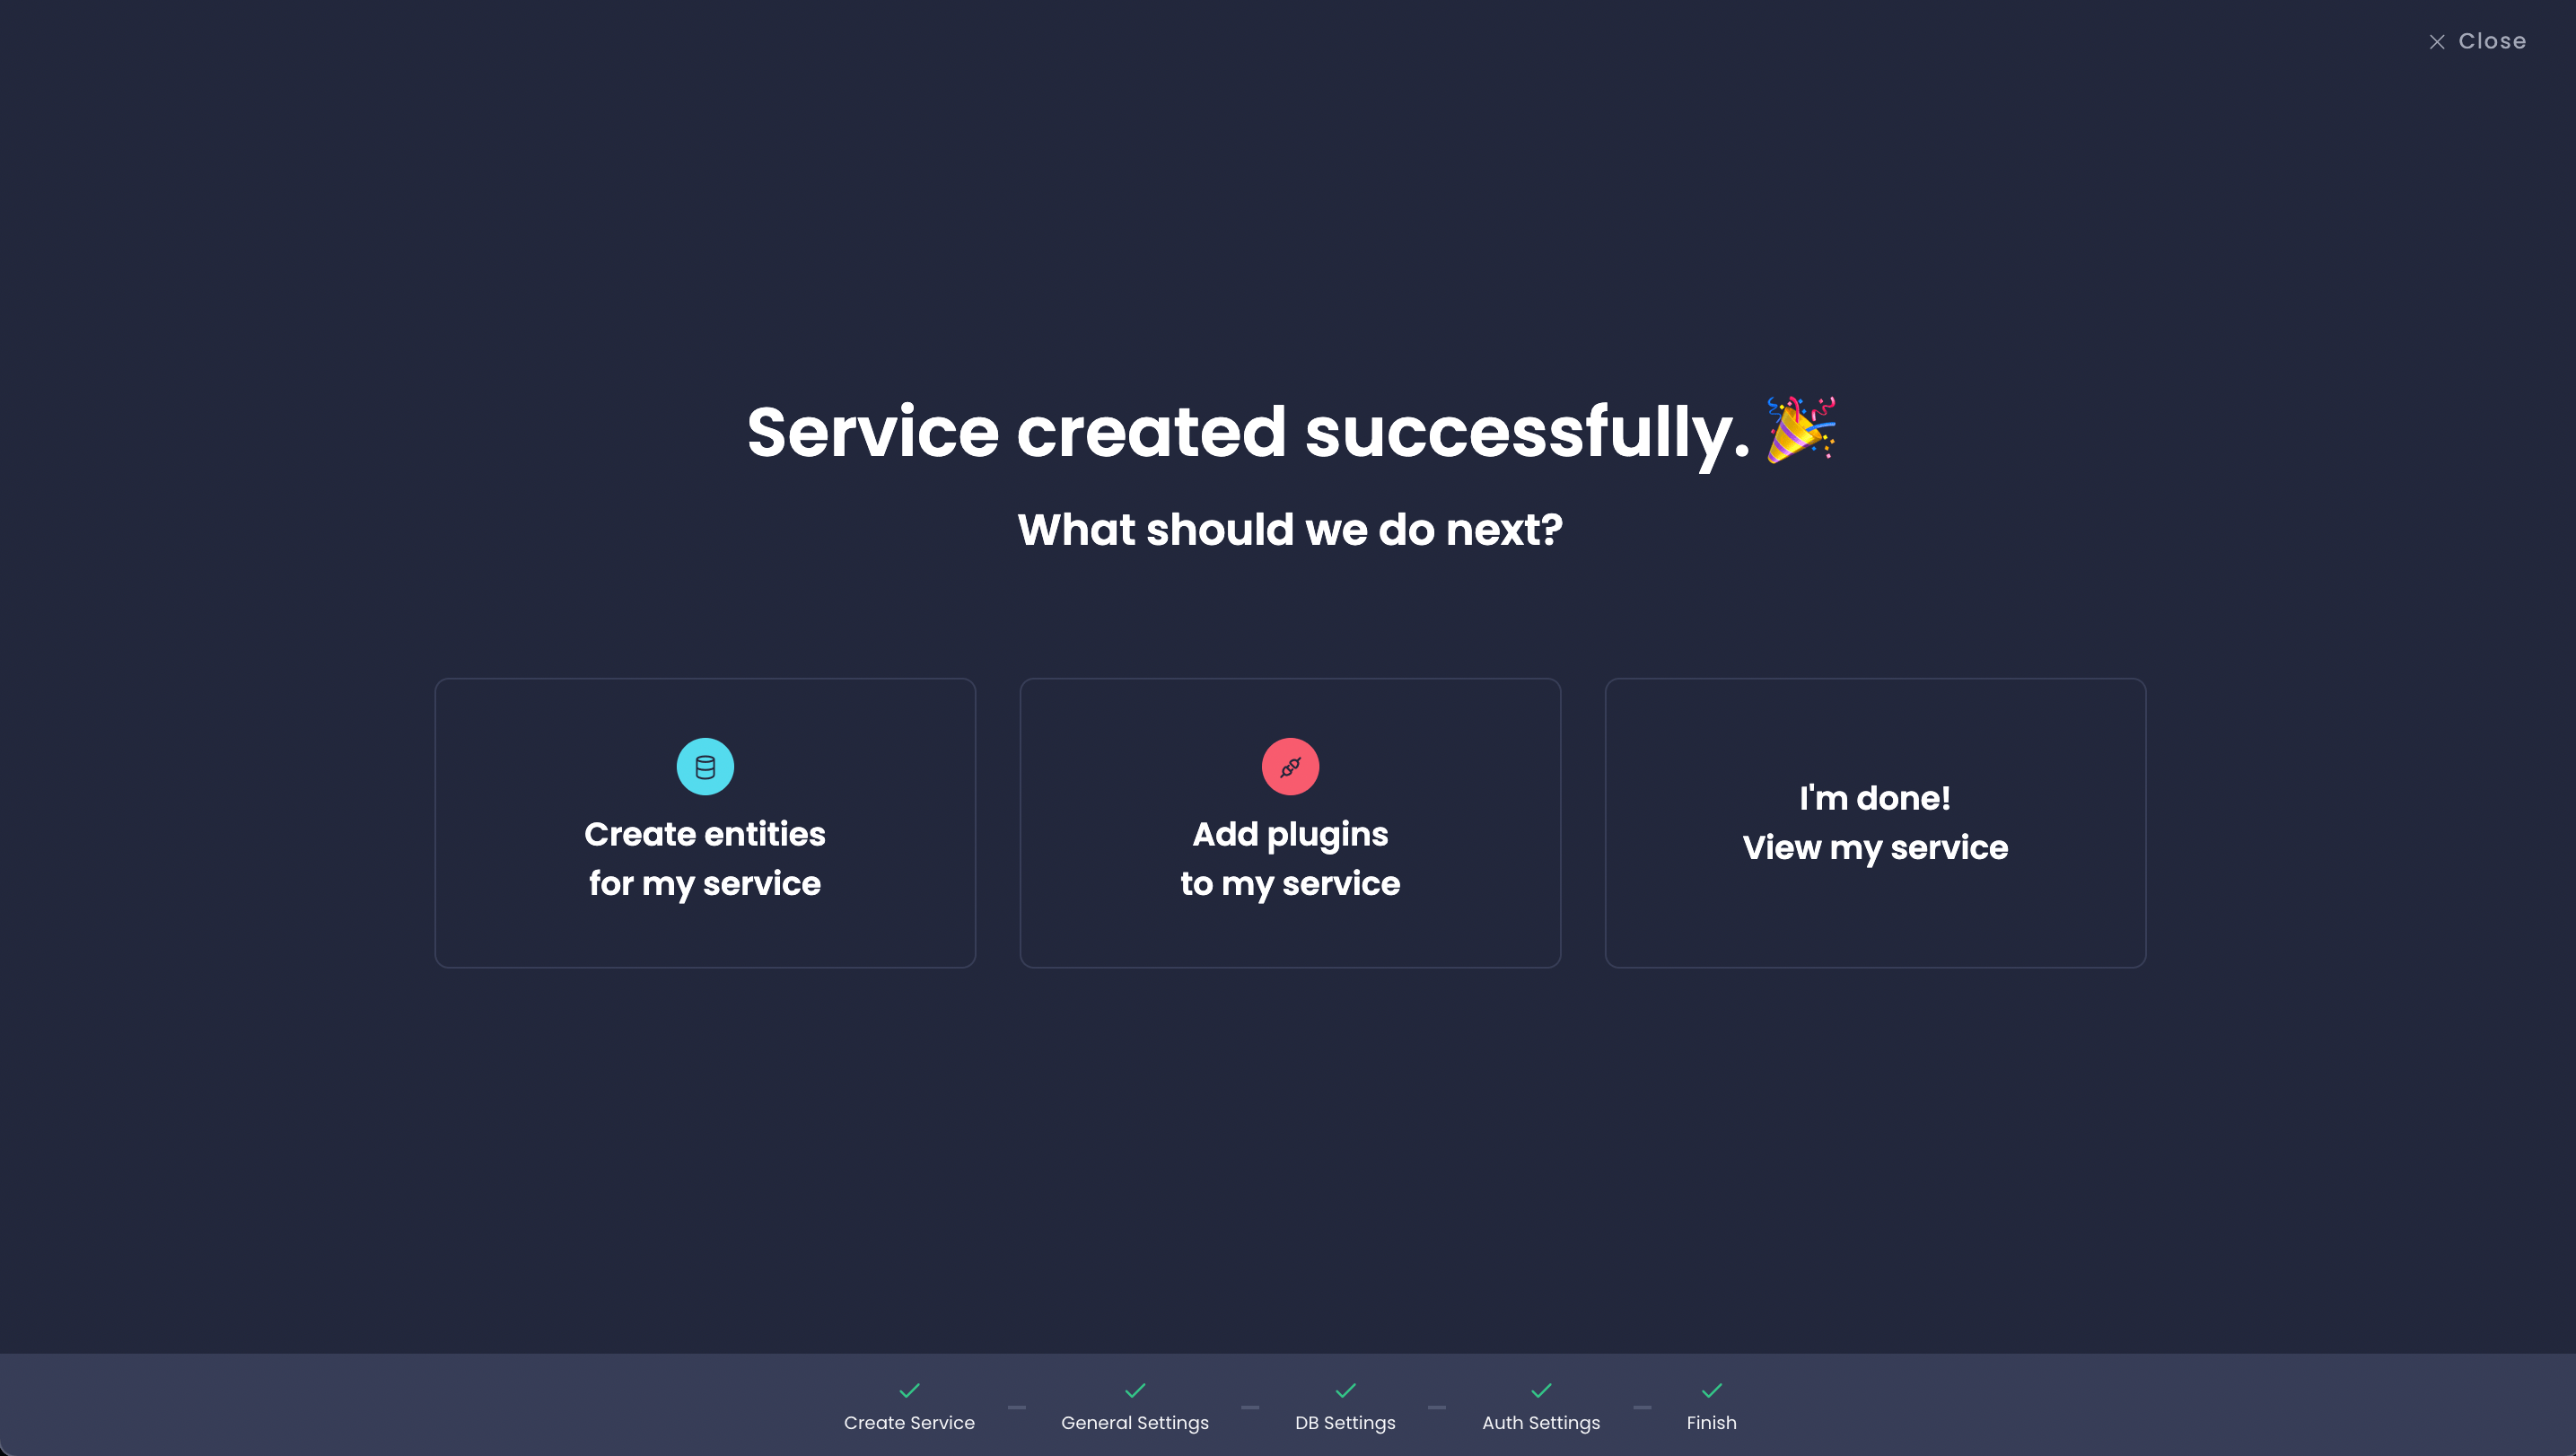 Close
Service created successfully. 🎉
What should we do next?
Create entities
for my service
Add plugins
to my service
I'm done!
View my service
Create Service
General Settings
DB Settings
Auth Settings
Finish